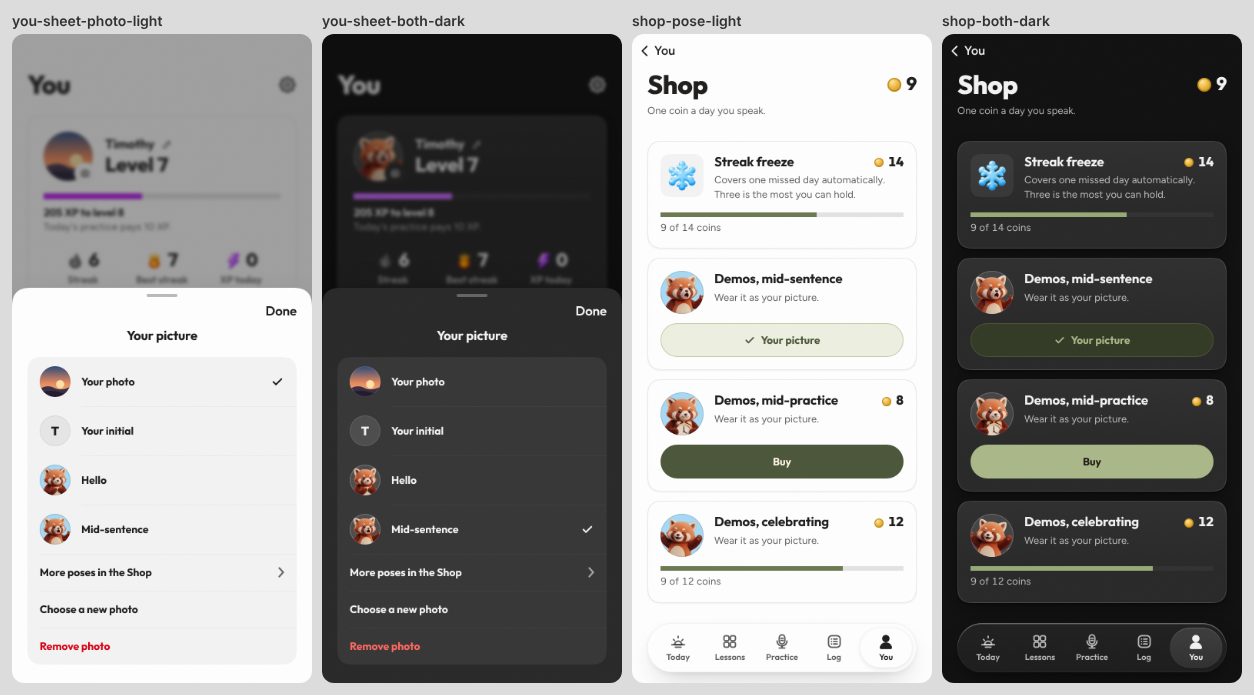 you-sheet-photo-light
You
Timothy
Level 7
205 XP to level 8
Today's practice pays 10 XP.
6
7
0
Streak
Best streak
XP today
Done
Your picture
Your photo
T
Your initial
Hello
Mid-sentence
More poses in the Shop
Choose a new photo
Remove photo
you-sheet-both-dark
You
Timothy
Level 7
205 XP to level 8
Today's practice pays 10 XP.
6
7
0
Streak
Best streak
XP today
Done
Your picture
Your photo
T
Your initial
Hello
Mid-sentence
More poses in the Shop
Choose a new photo
Remove photo
shop-pose-light
You
Shop
9
One coin a day you speak.
Streak freeze
14
Covers one missed day automatically.
Three is the most you can hold.
9 of 14 coins
Demos, mid-sentence
Wear it as your picture.
Your picture
Demos, mid-practice
8
Wear it as your picture.
Buy
Demos, celebrating
12
Wear it as your picture.
9 of 12 coins
Today
Lessons
Practice
Log
You
shop-both-dark
You
Shop
9
One coin a day you speak.
Streak freeze
14
Covers one missed day automatically.
Three is the most you can hold.
9 of 14 coins
Demos, mid-sentence
Wear it as your picture.
Your picture
Demos, mid-practice
8
Wear it as your picture.
Buy
Demos, celebrating
12
Wear it as your picture.
9 of 12 coins
Today
Lessons
Practice
Log
You